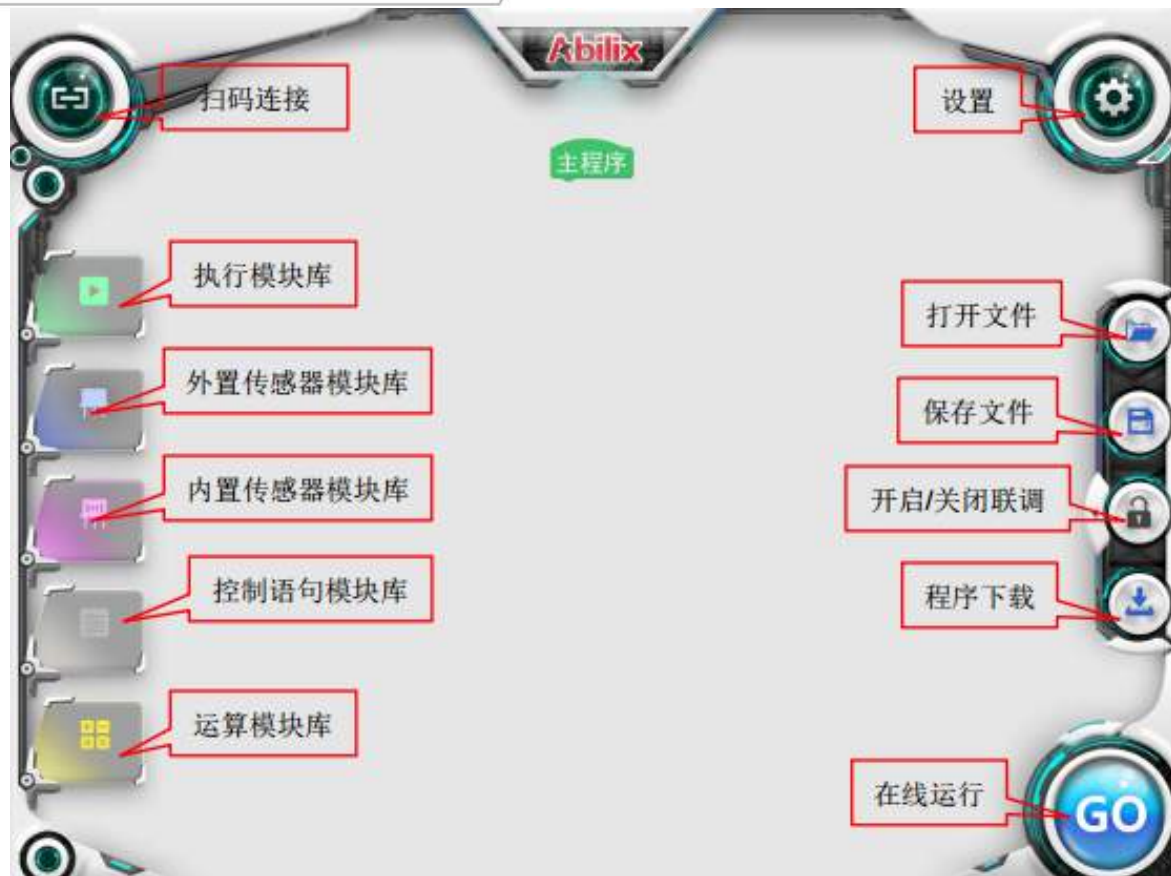 Abilix
扫码连接
设置
主程序
执行模块库
打开文件
外置传感器模块库
保存文件
内置传感器模块库
开启/关闭联调
控制语句模块库
程序下载
运算模块库
在线运行
GO